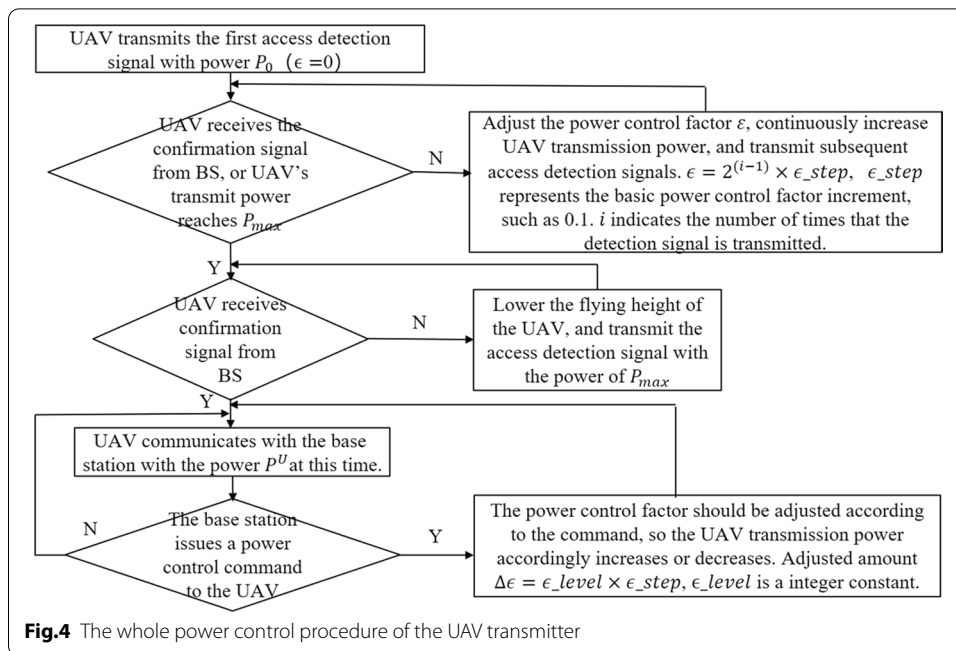 UAV transmits the first access detection
signal with power P₀ (ϵ =0)
UAV receives the
confirmation signal
from BS, or UAV's
transmit power
reaches Pₘₐₓ
N
Adjust the power control factor ε, continuously increase
UAV transmission power, and transmit subsequent
access detection signals. ϵ = 2⁽ⁱ⁻¹⁾ × ϵ_step, ϵ_step
represents the basic power control factor increment,
such as 0.1. i indicates the number of times that the
detection signal is transmitted.
Y
UAV receives
confirmation
signal from
BS
N
Lower the flying height of
the UAV, and transmit the
access detection signal with
the power of Pₘₐₓ
Y
UAV communicates with the base
station with the power Pᵁ at this time.
N
The base station
issues a power
control command
to the UAV
Y
The power control factor should be adjusted according
to the command, so the UAV transmission power
accordingly increases or decreases. Adjusted amount
Δϵ = ϵ_level × ϵ_step, ϵ_level is a integer constant.
Fig.4 The whole power control procedure of the UAV transmitter